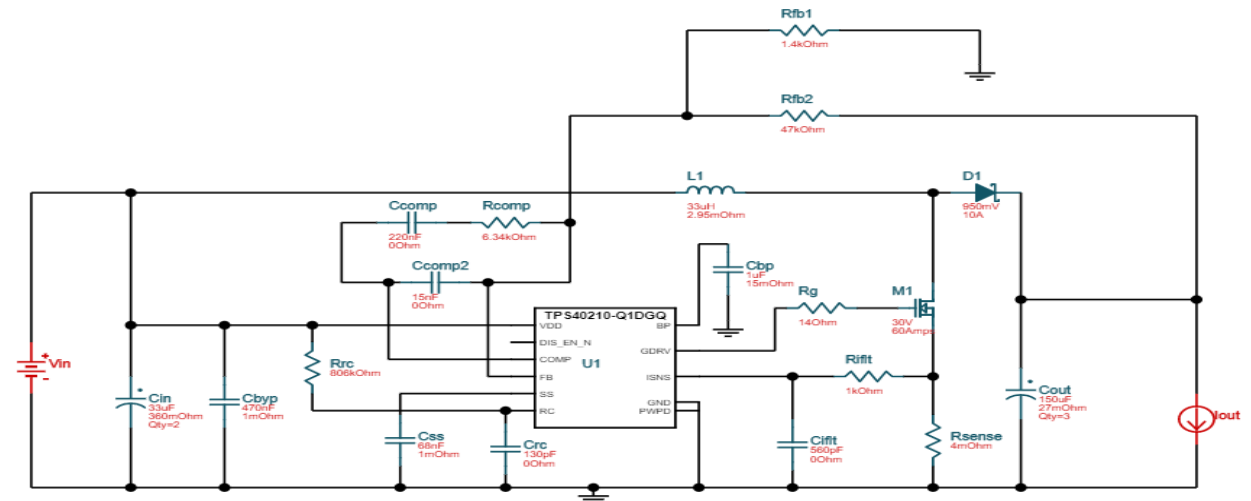 Rfb1
1.4kOhm
Rfb2
47kOhm
L1
33uH
2.95mOhm
D1
950mV
10A
Ccomp
220nF
0Ohm
Rcomp
6.34kOhm
Ccomp2
15nF
0Ohm
Cbp
1uF
15mOhm
Rg
14Ohm
M1
30V
60Amps
TPS40210-Q1DGQ
U1
VDD
DIS_EN_N
COMP
FB
SS
RC
BP
GDRV
ISNS
GND
PWPD
Vin
Cin
33uF
360mOhm
Qty=2
Cbyp
470nF
1mOhm
Rrc
806kOhm
Css
68nF
1mOhm
Crc
130pF
0Ohm
Riflt
1kOhm
Ciflt
560pF
0Ohm
Rsense
4mOhm
Cout
150uF
27mOhm
Qty=3
Iout